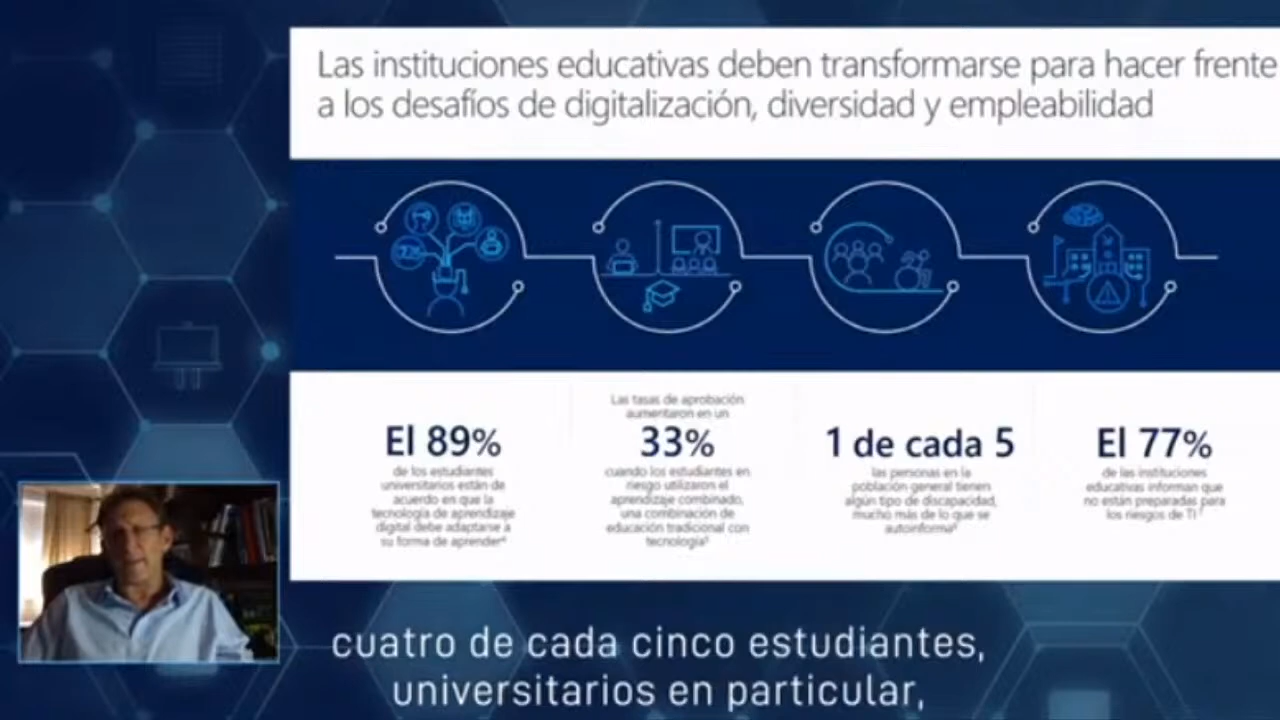 Las instituciones educativas deben transformarse para hacer frente
a los desafíos de digitalización, diversidad y empleabilidad
El 89%
de los estudiantes
universitarios están de
acuerdo en que la
tecnología de aprendizaje
digital debe adaptarse a
su forma de aprender
Las tasas de aprobación
aumentaron en un
33%
cuando los estudiantes en
riesgo utilizaron el
aprendizaje combinado,
una combinación de
educación tradicional con
tecnología
1 de cada 5
las personas en la
población general tienen
algún tipo de discapacidad,
mucho más de lo que se
autoinforma
El 77%
de las instituciones
educativas informan que
no están preparadas para
los riesgos de TI
cuatro de cada cinco estudiantes,
universitarios en particular,